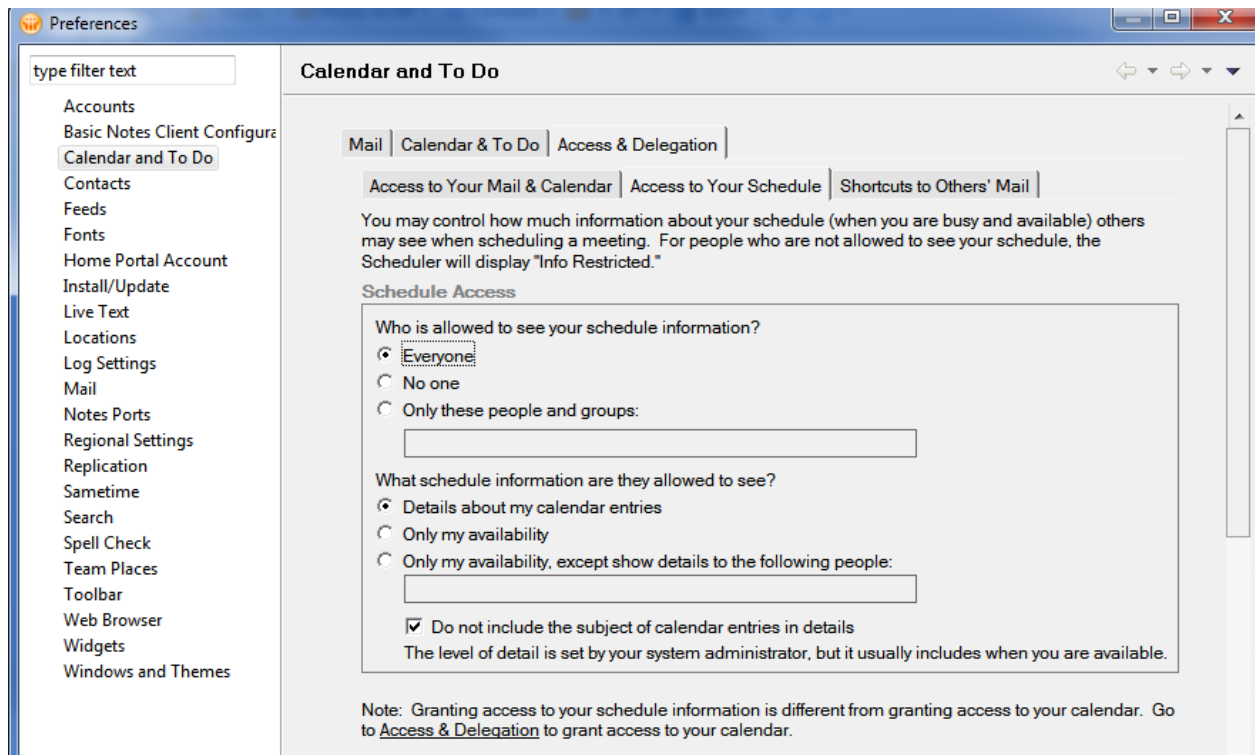 Preferences
type filter text
Accounts
Basic Notes Client Configura
Calendar and To Do
Contacts
Feeds
Fonts
Home Portal Account
Install/Update
Live Text
Locations
Log Settings
Mail
Notes Ports
Regional Settings
Replication
Sametime
Search
Spell Check
Team Places
Toolbar
Web Browser
Widgets
Windows and Themes
Calendar and To Do
Mail Calendar & To Do Access & Delegation
Access to Your Mail & Calendar Access to Your Schedule Shortcuts to Others' Mail
You may control how much information about your schedule (when you are busy and available) others
may see when scheduling a meeting. For people who are not allowed to see your schedule, the
Scheduler will display "Info Restricted."
Schedule Access
Who is allowed to see your schedule information?
Everyone
No one
Only these people and groups:
What schedule information are they allowed to see?
Details about my calendar entries
Only my availability
Only my availability, except show details to the following people:
Do not include the subject of calendar entries in details
The level of detail is set by your system administrator, but it usually includes when you are available.
Note: Granting access to your schedule information is different from granting access to your calendar. Go
to Access & Delegation to grant access to your calendar.